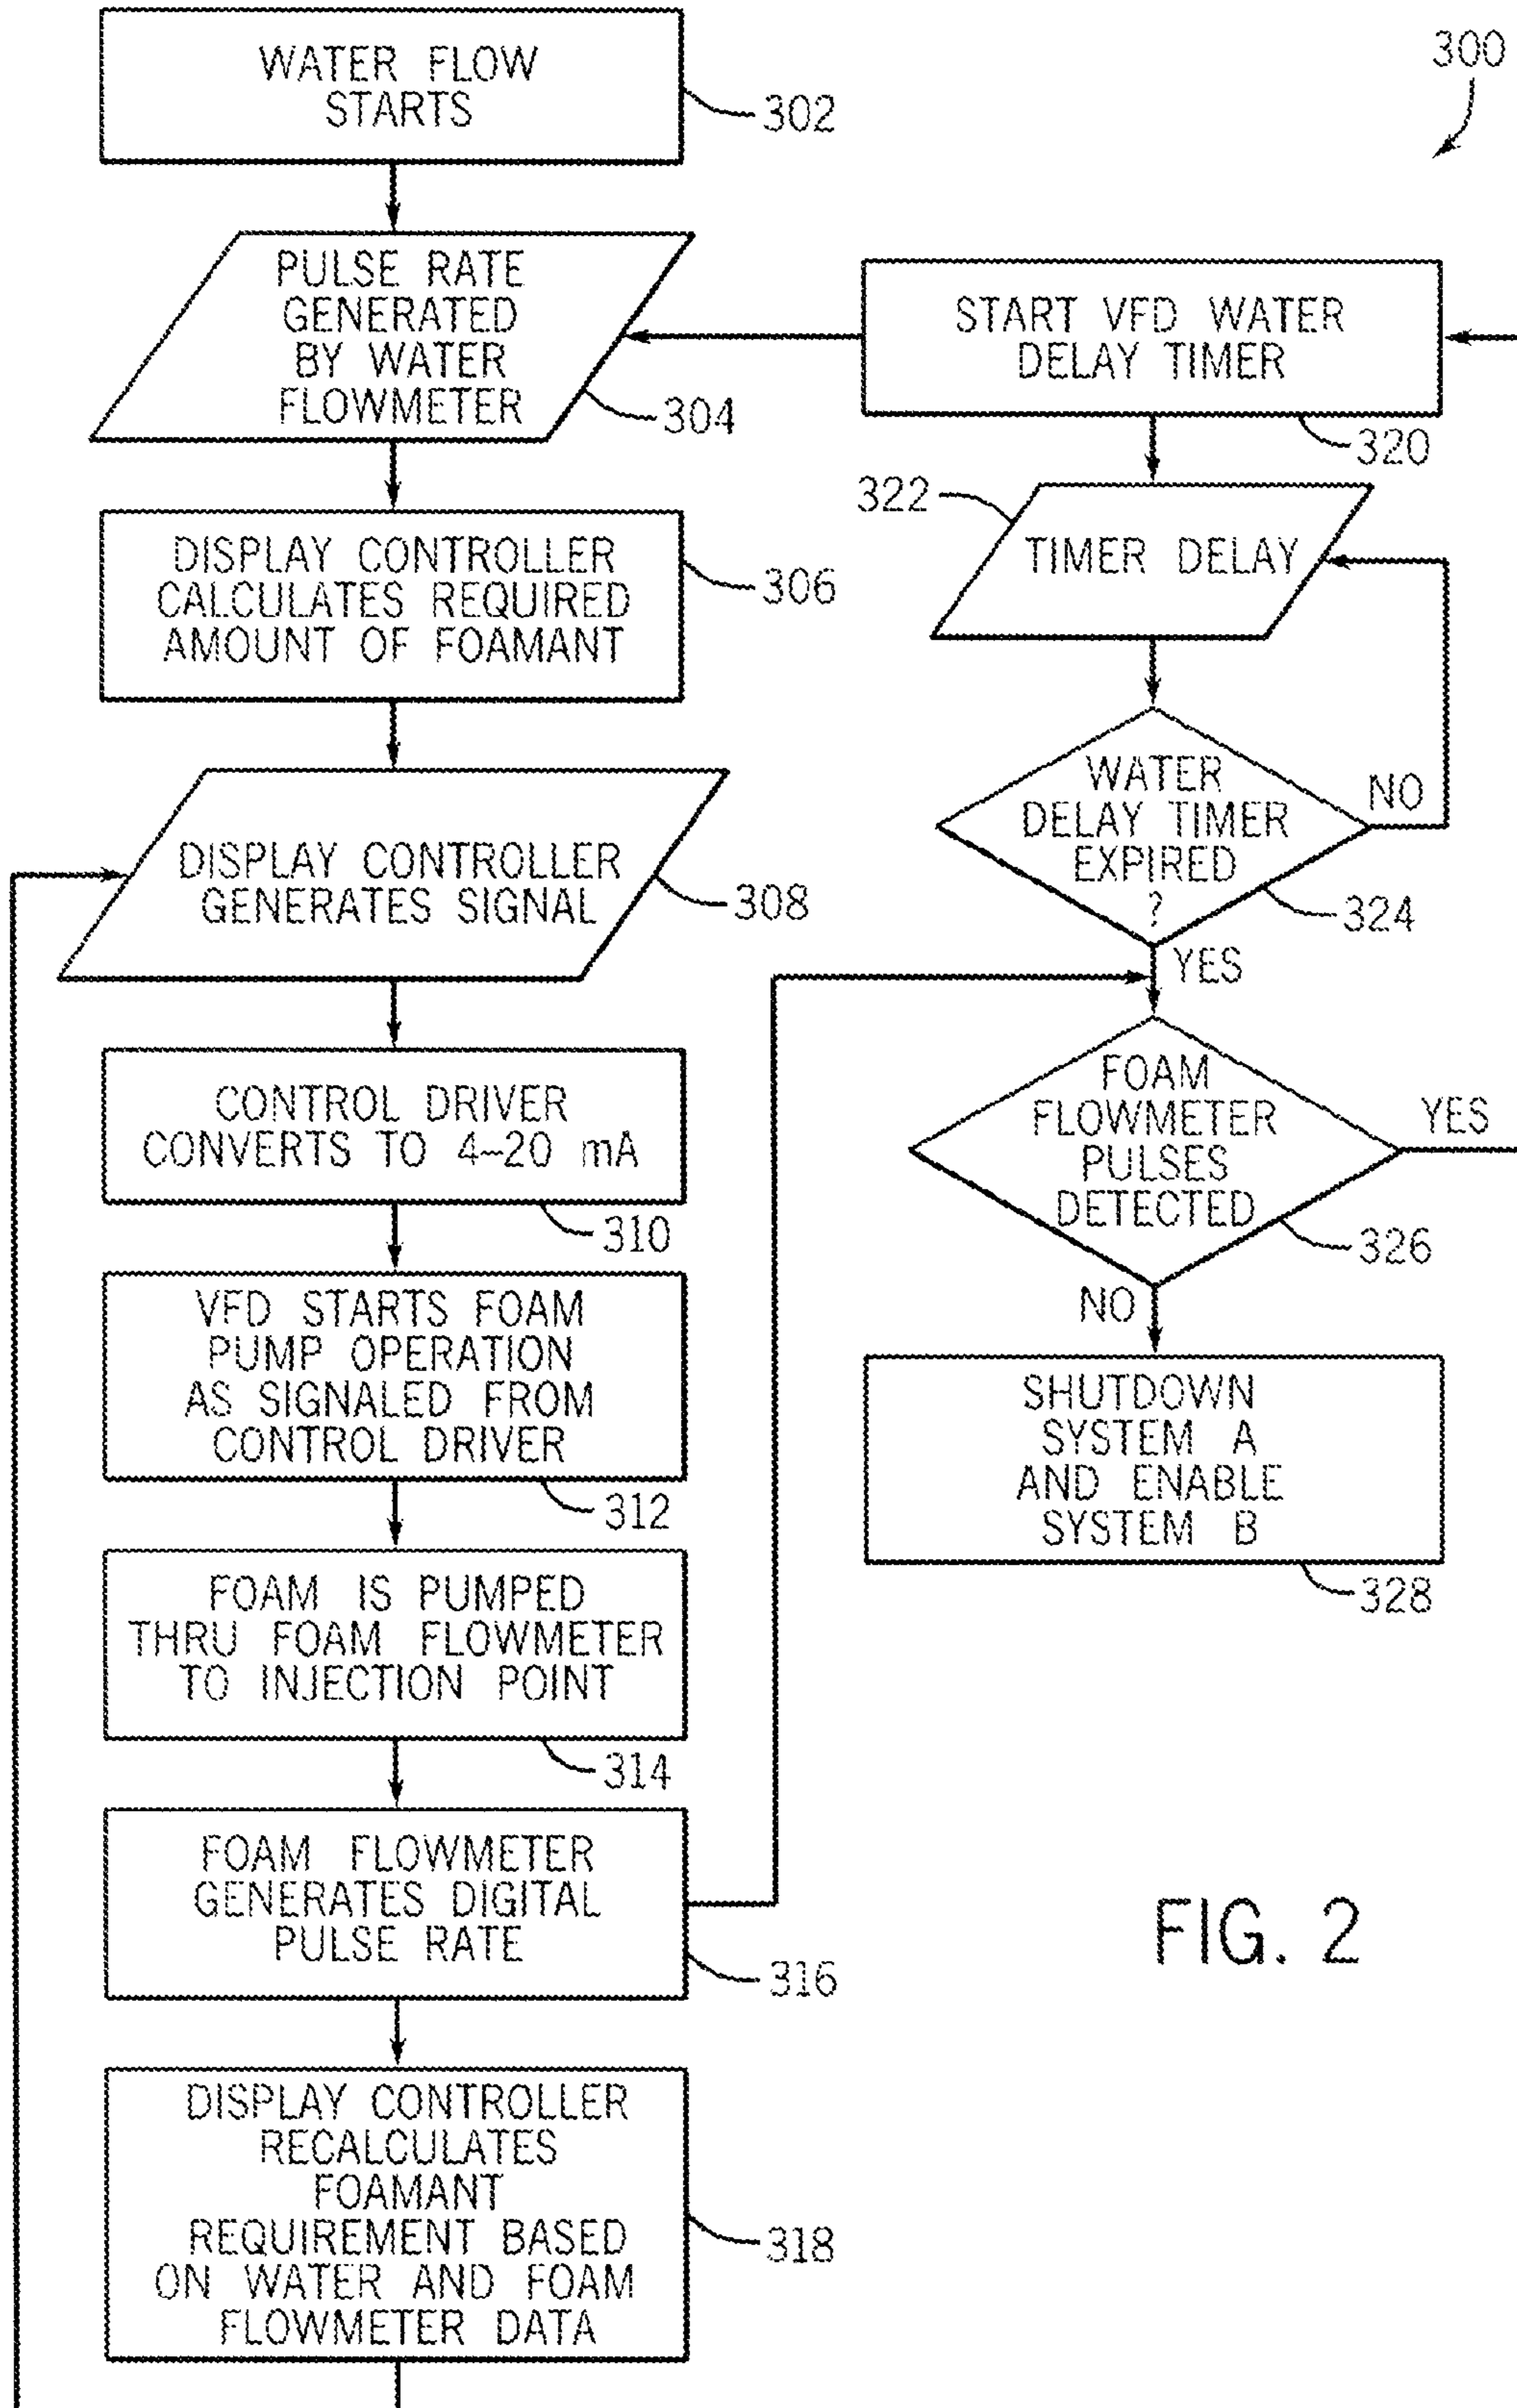 300
WATER FLOW
STARTS
302
PULSE RATE
GENERATED
BY WATER
FLOWMETER
304
DISPLAY CONTROLLER
CALCULATES REQUIRED
AMOUNT OF FOAMANT
306
DISPLAY CONTROLLER
GENERATES SIGNAL
308
CONTROL DRIVER
CONVERTS TO 4-20 mA
310
VFD STARTS FOAM
PUMP OPERATION
AS SIGNALED FROM
CONTROL DRIVER
312
FOAM IS PUMPED
THRU FOAM FLOWMETER
TO INJECTION POINT
314
FOAM FLOWMETER
GENERATES DIGITAL
PULSE RATE
316
DISPLAY CONTROLLER
RECALCULATES
FOAMANT
REQUIREMENT BASED
ON WATER AND FOAM
FLOWMETER DATA
318
START VFD WATER
DELAY TIMER
320
322
TIMER DELAY
WATER
DELAY TIMER
EXPIRED
?
NO
324
YES
FOAM
FLOWMETER
PULSES
DETECTED
YES
326
NO
SHUTDOWN
SYSTEM A
AND ENABLE
SYSTEM B
328
FIG. 2